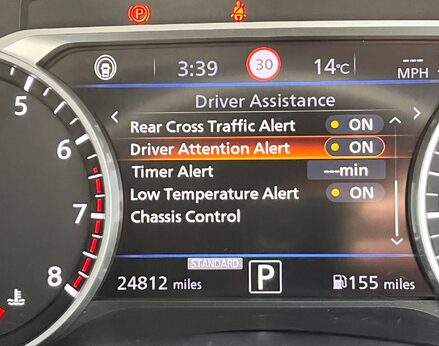 P
3:39 30 14°C --- MPH
Driver Assistance
Rear Cross Traffic Alert ON
Driver Attention Alert ON
Timer Alert ---min
Low Temperature Alert ON
Chassis Control
5
6
7
8
STANDARD
24812 miles P 155 miles